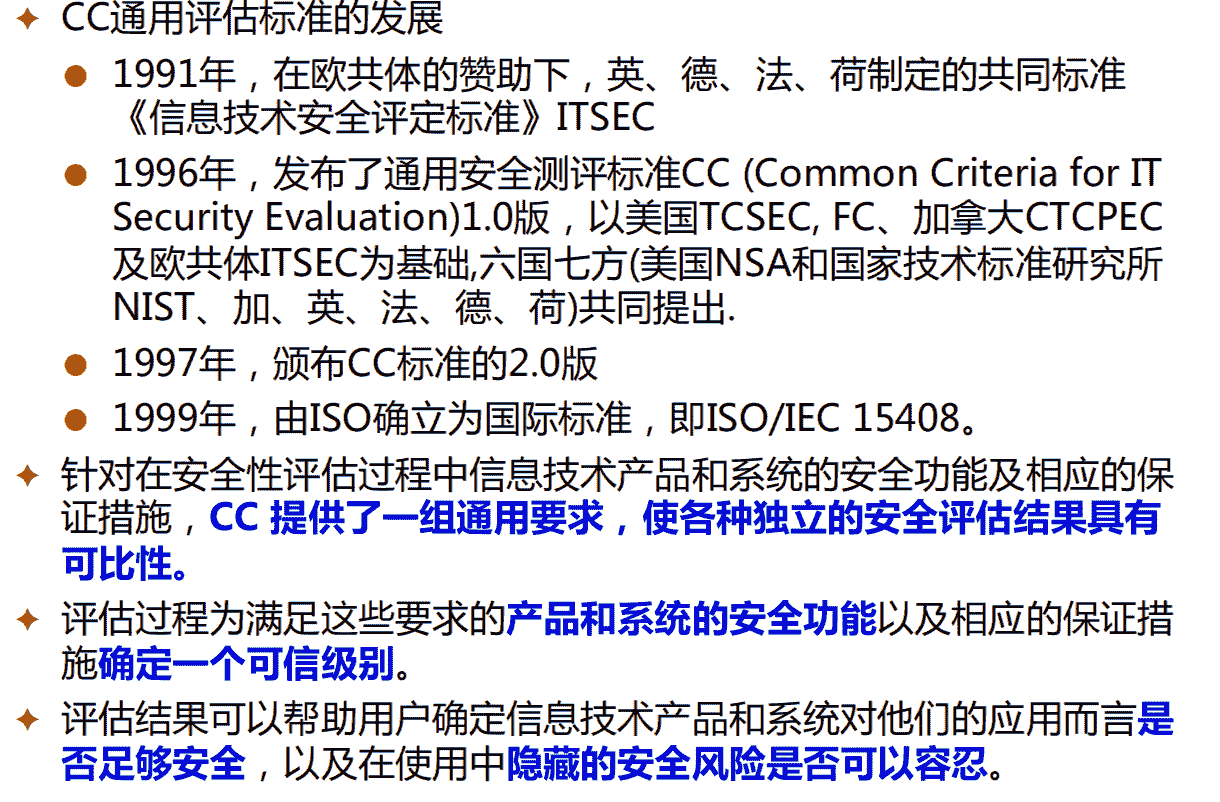 CC通用评估标准的发展
1991年，在欧共体的赞助下，英、德、法、荷制定的共同标准
《信息技术安全评定标准》ITSEC
1996年，发布了通用安全测评标准CC (Common Criteria for IT
Security Evaluation)1.0版，以美国TCSEC, FC、加拿大CTCPEC
及欧共体ITSEC为基础,六国七方(美国NSA和国家技术标准研究所
NIST、加、英、法、德、荷)共同提出.
1997年，颁布CC标准的2.0版
1999年，由ISO确立为国际标准，即ISO/IEC 15408。
针对在安全性评估过程中信息技术产品和系统的安全功能及相应的保
证措施，CC 提供了一组通用要求，使各种独立的安全评估结果具有
可比性。
评估过程为满足这些要求的产品和系统的安全功能以及相应的保证措
施确定一个可信级别。
评估结果可以帮助用户确定信息技术产品和系统对他们的应用而言是
否足够安全，以及在使用中隐藏的安全风险是否可以容忍。